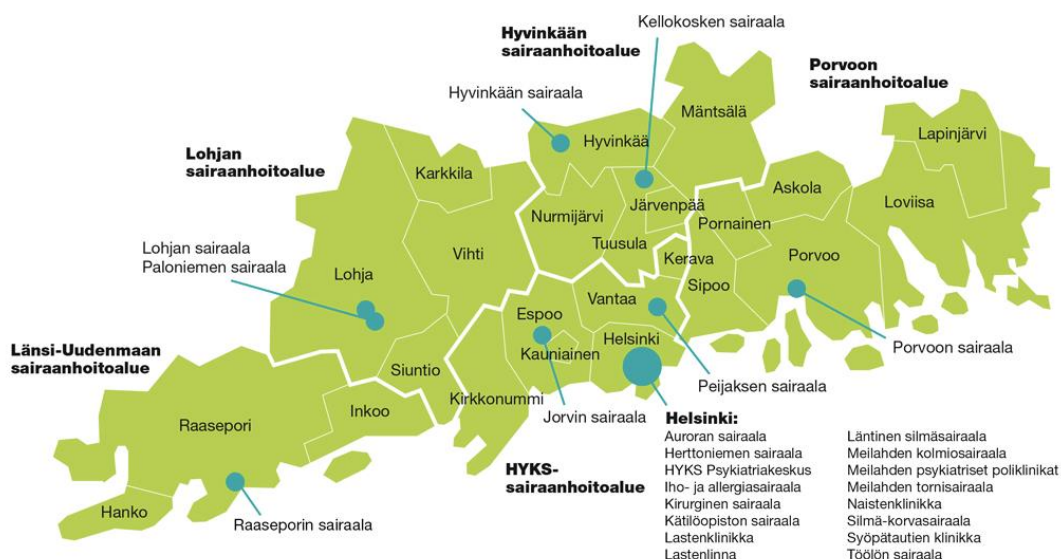 Kellokosken sairaala
Hyvinkään
sairaanhoitoalue
Porvoon
sairaanhoitoalue
Hyvinkään sairaala
Mäntsälä
Lapinjärvi
Hyvinkää
Lohjan
sairaanhoitoalue
Karkkila
Askola
Järvenpää
Loviisa
Nurmijärvi
Pornainen
Tuusula
Lohjan sairaala
Paloniemen sairaala
Vihti
Kerava
Porvoo
Lohja
Sipoo
Vantaa
Espoo
Helsinki
Länsi-Uudenmaan
sairaanhoitoalue
Kauniainen
Porvoon sairaala
Siuntio
Peijaksen sairaala
Kirkkonummi
Inkoo
Jorvin sairaala
Raasepori
HYKS-
sairaanhoitoalue
Hanko
Raaseporin sairaala
Helsinki:
Auroran sairaala
Herttoniemen sairaala
HYKS Psykiatriakeskus
Iho- ja allergiasairaala
Kirurginen sairaala
Kätilöopiston sairaala
Lastenklinikka
Lastenlinna
Läntinen silmäsairaala
Meilahden kolmiosairaala
Meilahden psykiatriset poliklinikat
Meilahden tornisairaala
Naistenklinikka
Silmä-korvasairaala
Syöpätautien klinikka
Töölön sairaala